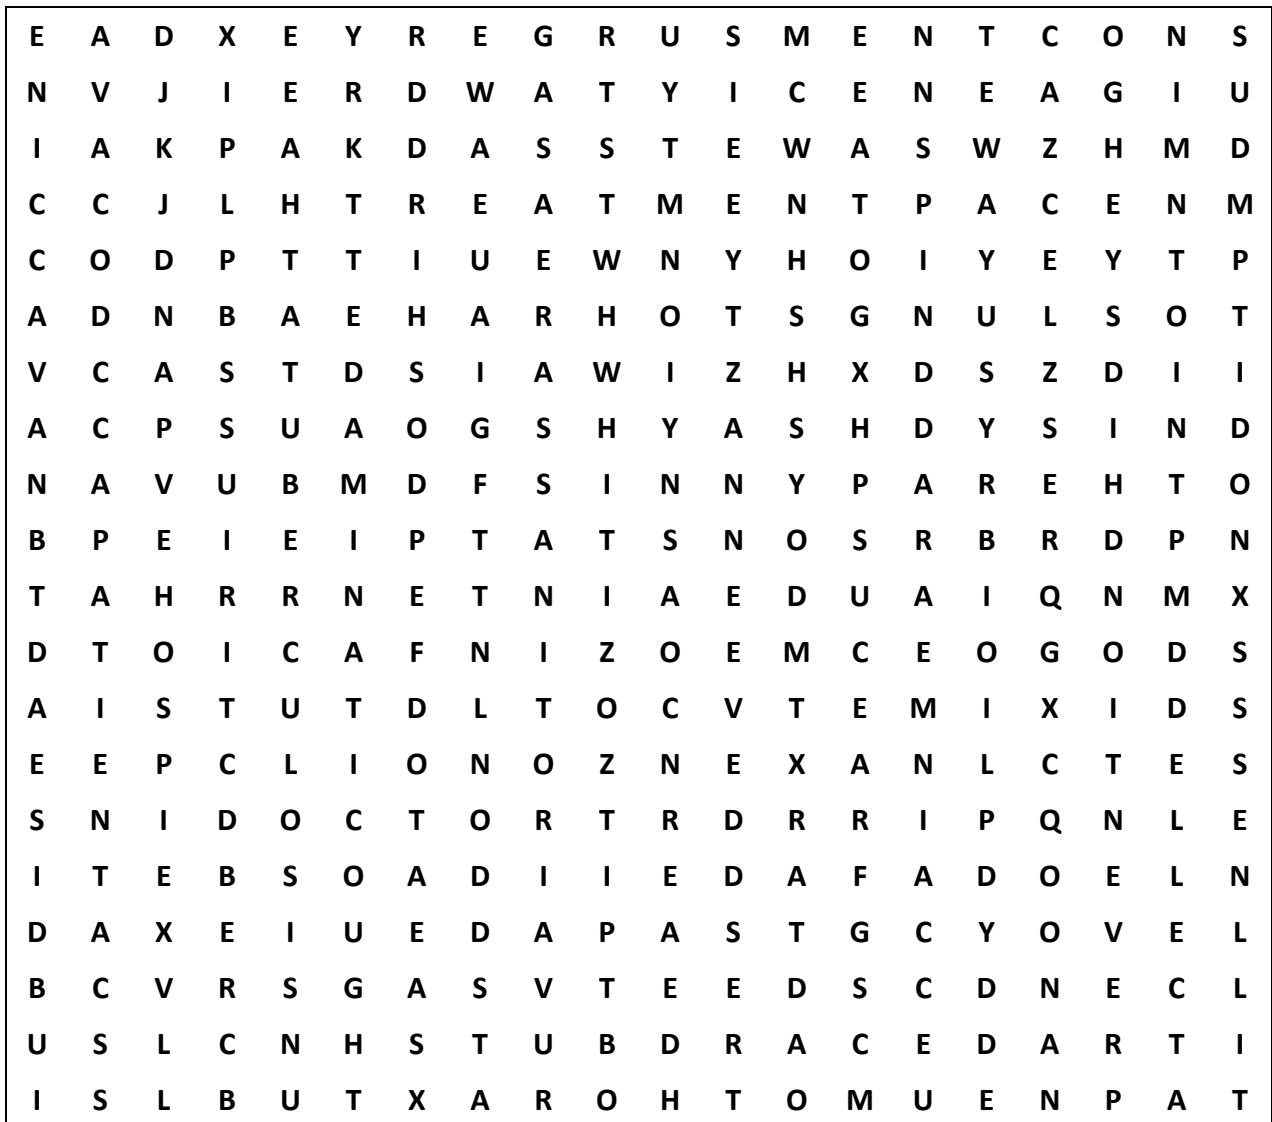 E A D X E Y R E G R U S M E N T C O N S
N V J I E R D W A T Y I C E N E A G I U
I A K P A K D A S S T E W A S W Z H M D
C C J L H T R E A T M E N T P A C E N M
C O D P T T I U E W N Y H O I Y E Y T P
A D N B A E H A R H O T S G N U L S O T
V C A S T D S I A W I Z H X D S Z D I I
A C P S U A O G S H Y A S H D Y S I N D
N A V U B M D F S I N N Y P A R E H T O
B P E I E I P T A T S N O S R B R D P N
T A H R R N E T N I A E D U A I Q N M X
D T O I C A F N I Z O E M C E O G O D S
A I S T U T D L T O C V T E M I X I D S
E E P C L I O N O Z N E X A N L C T E S
S N I D O C T O R T R D R R I P Q N L E
I T E B S O A D I I E D A F A D O E L N
D A X E I U E D A P A S T G C Y O V E L
B C V R S G A S V T E E D S C D N E C L
U S L C N H S T U B D R A C E D A R T I
I S L B U T X A R O H T O M U E N P A T